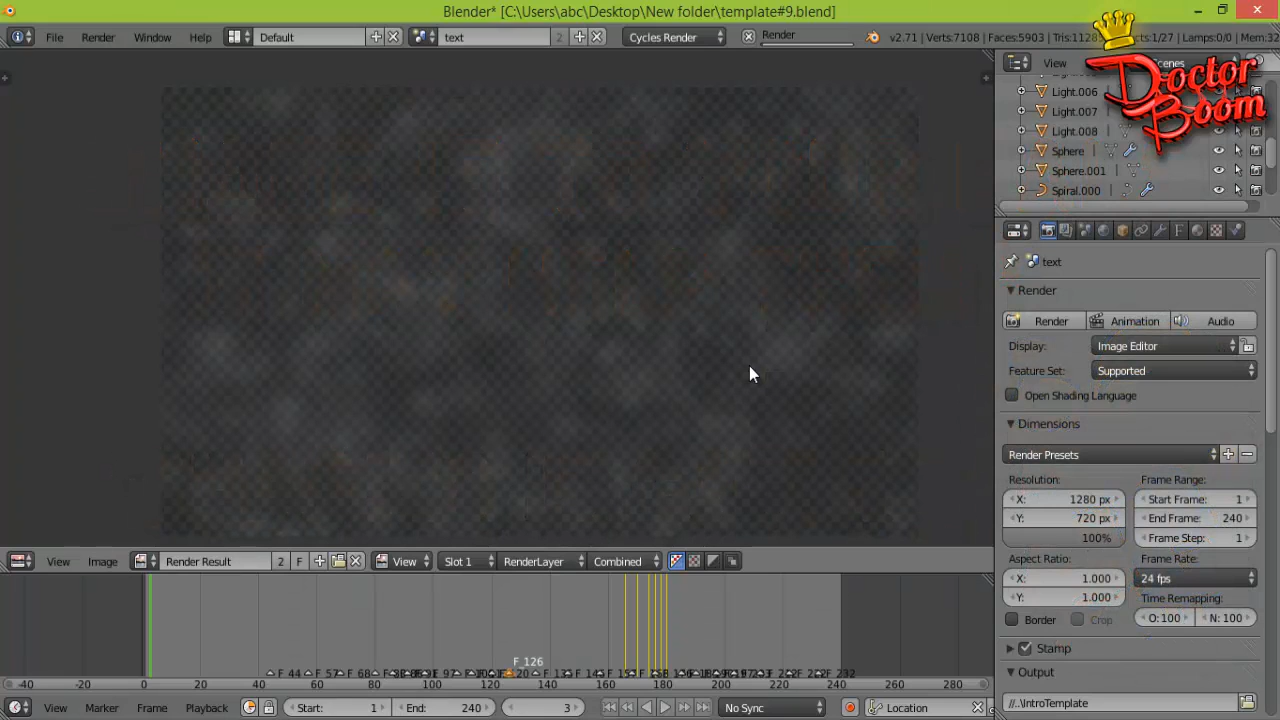 Blender* [C:\Users\abc\Desktop\New folder\template#9.blend]
File Render Window Help Default text 2 Cycles Render Render v2.71 | Verts:7108 | Faces:5903 |
View Scenes
Doctor Boom
Light.006
Light.007
Light.008
Sphere
Sphere.001
Spiral.000
text
Render
Render Animation Audio
Display: Image Editor
Feature Set: Supported
Open Shading Language
Dimensions
Render Presets
Resolution: Frame Range:
X: 1280 px Start Frame: 1
Y: 720 px End Frame: 240
100% Frame Step: 1
Aspect Ratio: Frame Rate:
X: 1.000 24 fps
Y: 1.000 Time Remapping:
Border Crop O:100 N: 100
Stamp
Output
//..\IntroTemplate
View Image Render Result 2 F View Slot 1 RenderLayer Combined
F_126
F_44 F_57 F_68
-40 -20 0 20 40 60 80 100 120 140 160 180 200 220 240 260 280
View Marker Frame Playback Start: 1 End: 240 3 No Sync Location